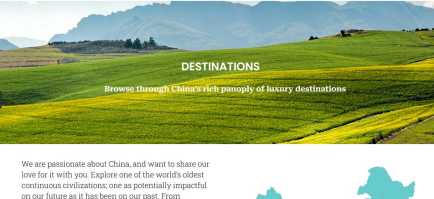 DESTINATIONS
Browse through China's rich panoply of luxury destinations
We are passionate about China, and want to share our
love for it with you. Explore one of the world's oldest
continuous civilizations; one as potentially impactful
on our future as it has been on our past. From